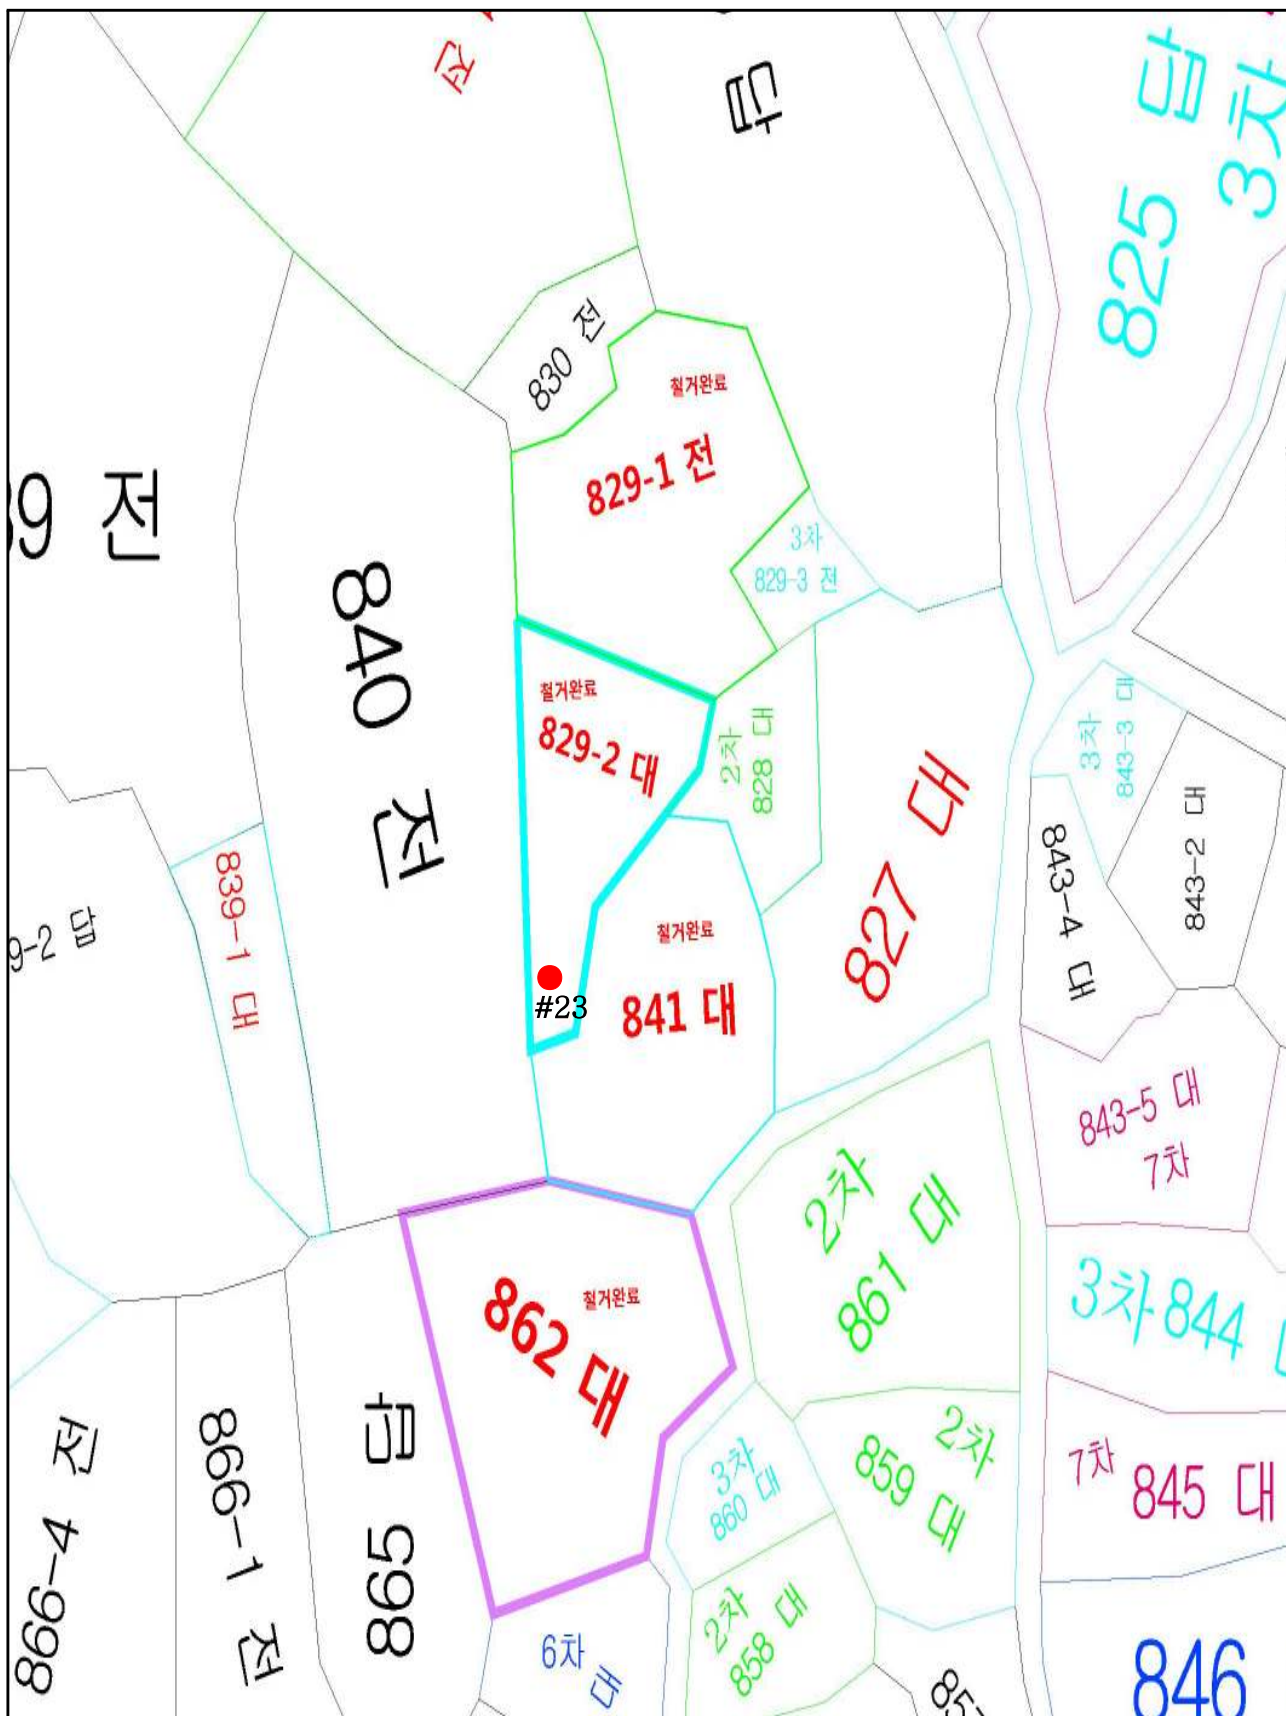 전
답
825 답
3차
830 전
철거완료
829-1 전
3차
829-3 전
39 전
840 전
철거완료
829-2 대
2차
828 대
827 대
3차
843-3 대
843-2 대
843-4 대
839-1 대
9-2 답
철거완료
841 대
#23
843-5 대
7차
2차
861 대
3차 844
철거완료
862 대
866-4 전
866-1 전
865 답
3차
860 대
2차
859 대
7차
845 대
6차
대
2차
858 대
85
846